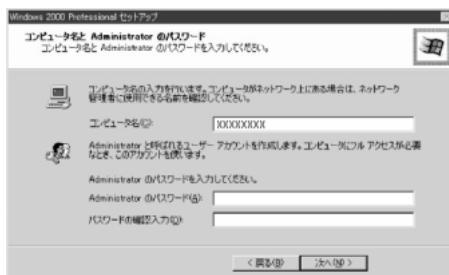 Windows 2000 Professional セットアップ
コンピュータ名と Administrator のパスワード
コンピュータ名と Administrator のパスワードを入力してください。
コンピュータ名の入力を行います。コンピュータがネットワーク上にある場合は、ネットワーク
管理者に使用できる名前を確認してください。
コンピュータ名(C):
XXXXXXXX
Administrator と呼ばれるユーザー アカウントを作成します。コンピュータにフル アクセスが必要
なとき、このアカウントを使います。
Administrator のパスワードを入力してください。
Administrator のパスワード(A):
パスワードの確認入力(O):
< 戻る(B)
次へ(N) >